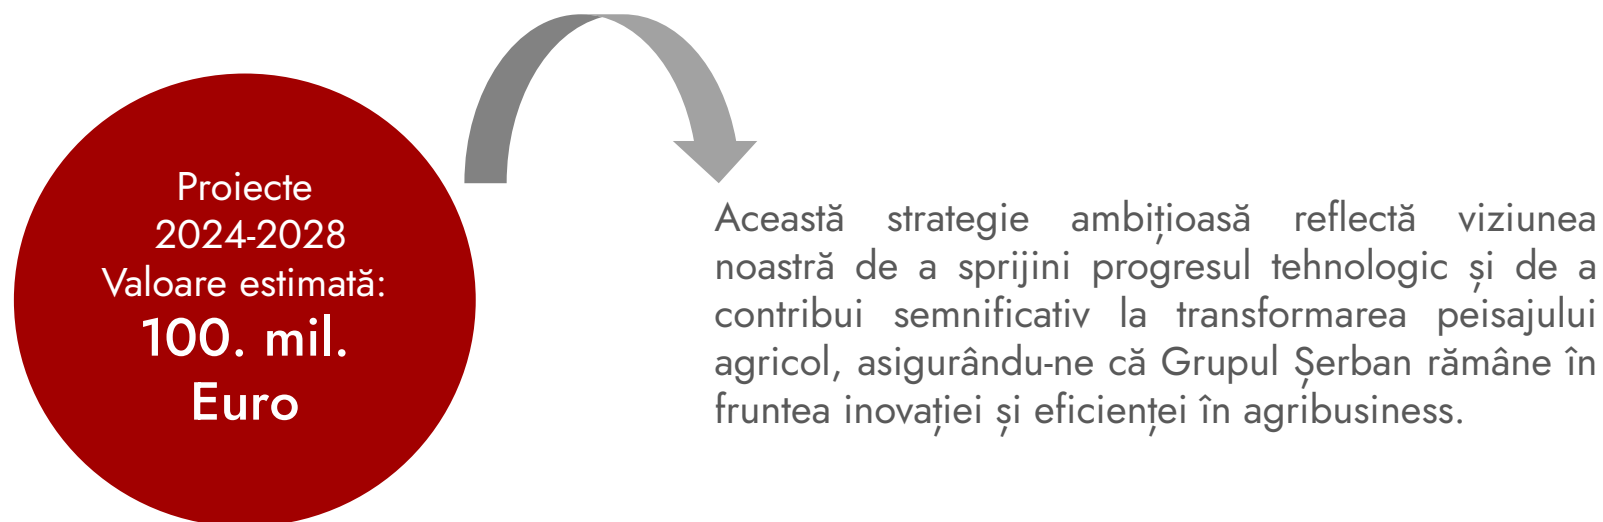 Proiecte
2024-2028
Valoare estimată:
100. mil.
Euro
Această strategie ambițioasă reflectă viziunea
noastră de a sprijini progresul tehnologic și de a
contribui semnificativ la transformarea peisajului
agricol, asigurându-ne că Grupul Șerban rămâne în
fruntea inovației și eficienței în agribusiness.